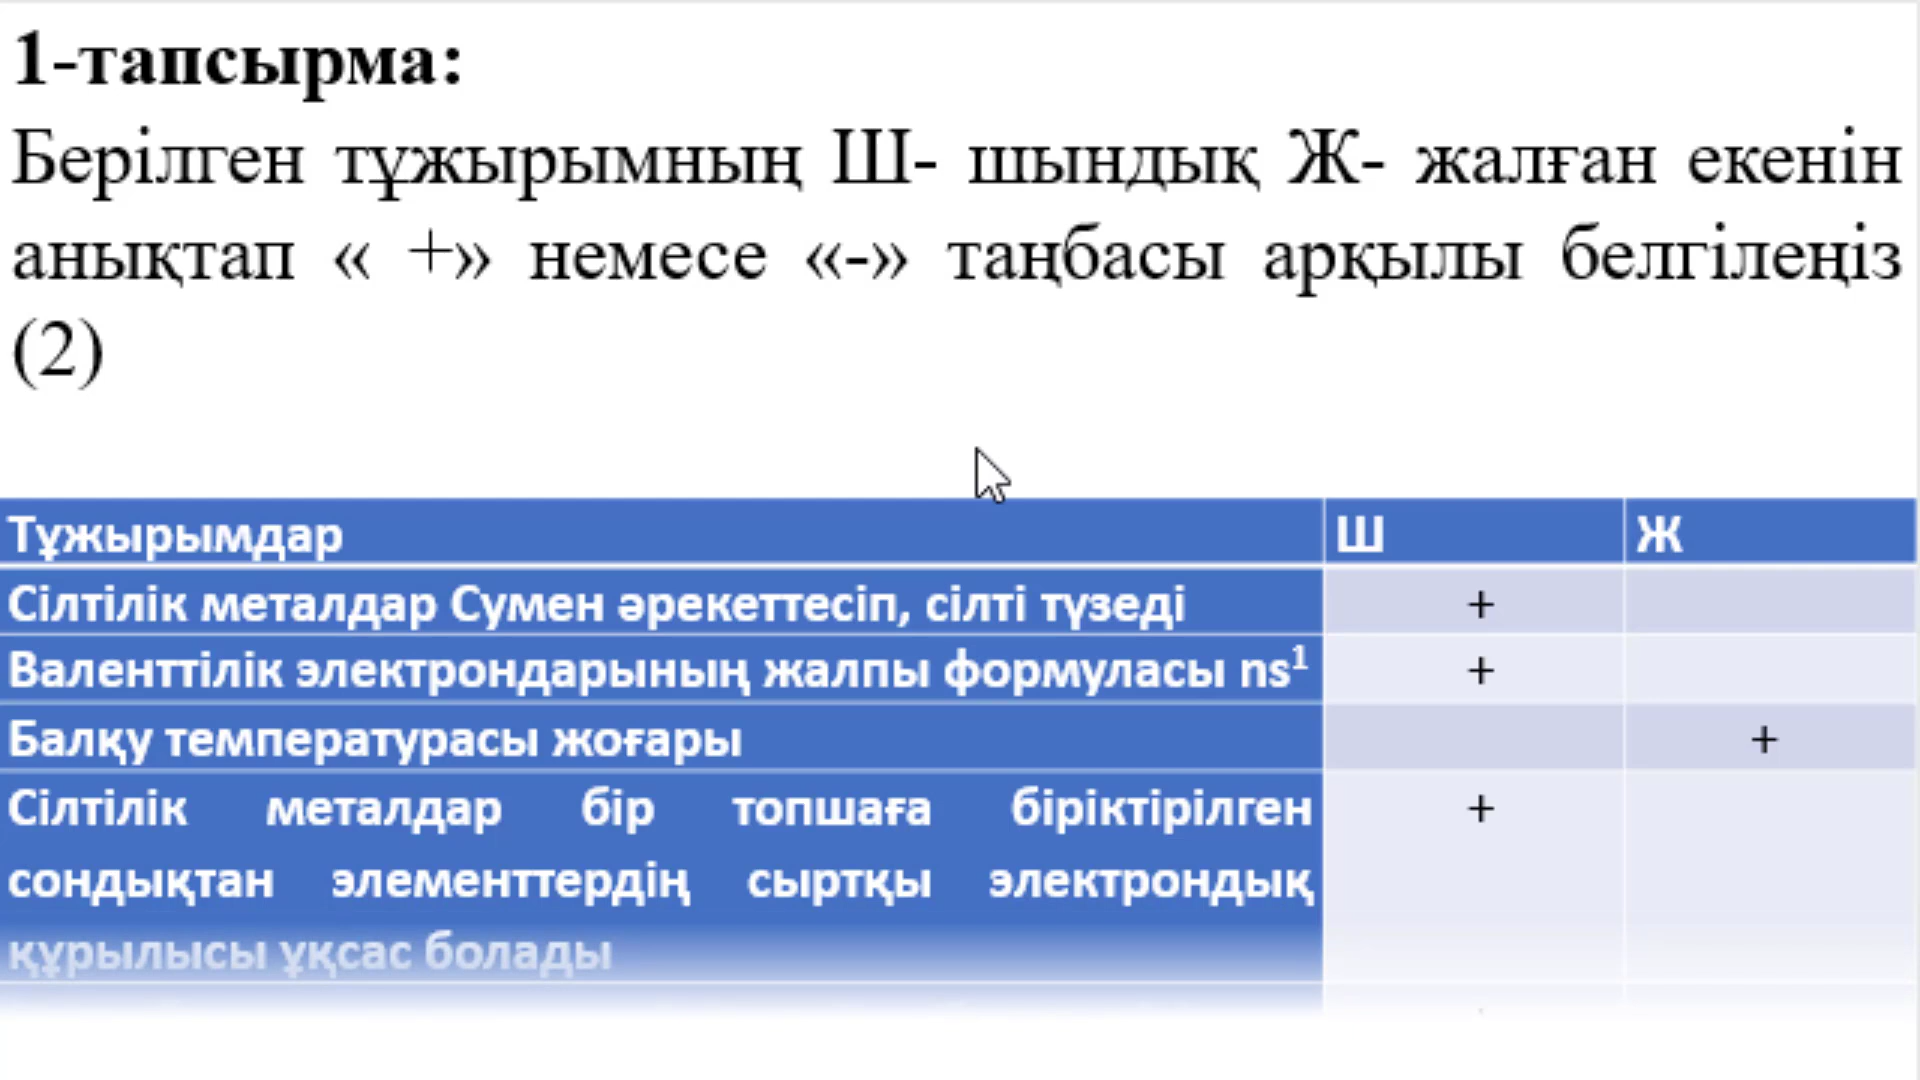 1-тапсырма:
Берілген тұжырымның Ш- шындық Ж- жалған екенін
анықтап « +» немесе «-» таңбасы арқылы белгілеңіз
(2)
Тұжырымдар Ш Ж
Сілтілік металдар Сумен әрекеттесіп, сілті түзеді +
Валенттілік электрондарының жалпы формуласы ns¹ +
Балқу температурасы жоғары +
Сілтілік металдар бір топшаға біріктірілген +
сондықтан элементтердің сыртқы электрондық
құрылысы ұқсас болады